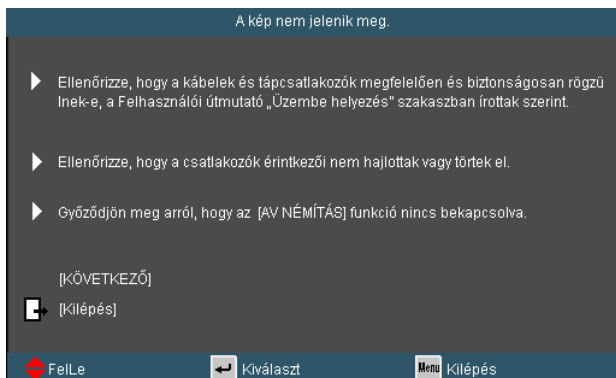 A kép nem jelenik meg.
Ellenőrizze, hogy a kábelek és tápcsatlakozók megfelelően és biztonságosan rögzü
lnek-e, a Felhasználói útmutató „Üzembe helyezés” szakaszban írottak szerint.
Ellenőrizze, hogy a csatlakozók érintkezői nem hajlottak vagy törtek el.
Győződjön meg arról, hogy az [AV NÉMÍTÁS] funkció nincs bekapcsolva.
[KÖVETKEZŐ]
[Kilépés]
FelLe Kiválaszt Menu Kilépés